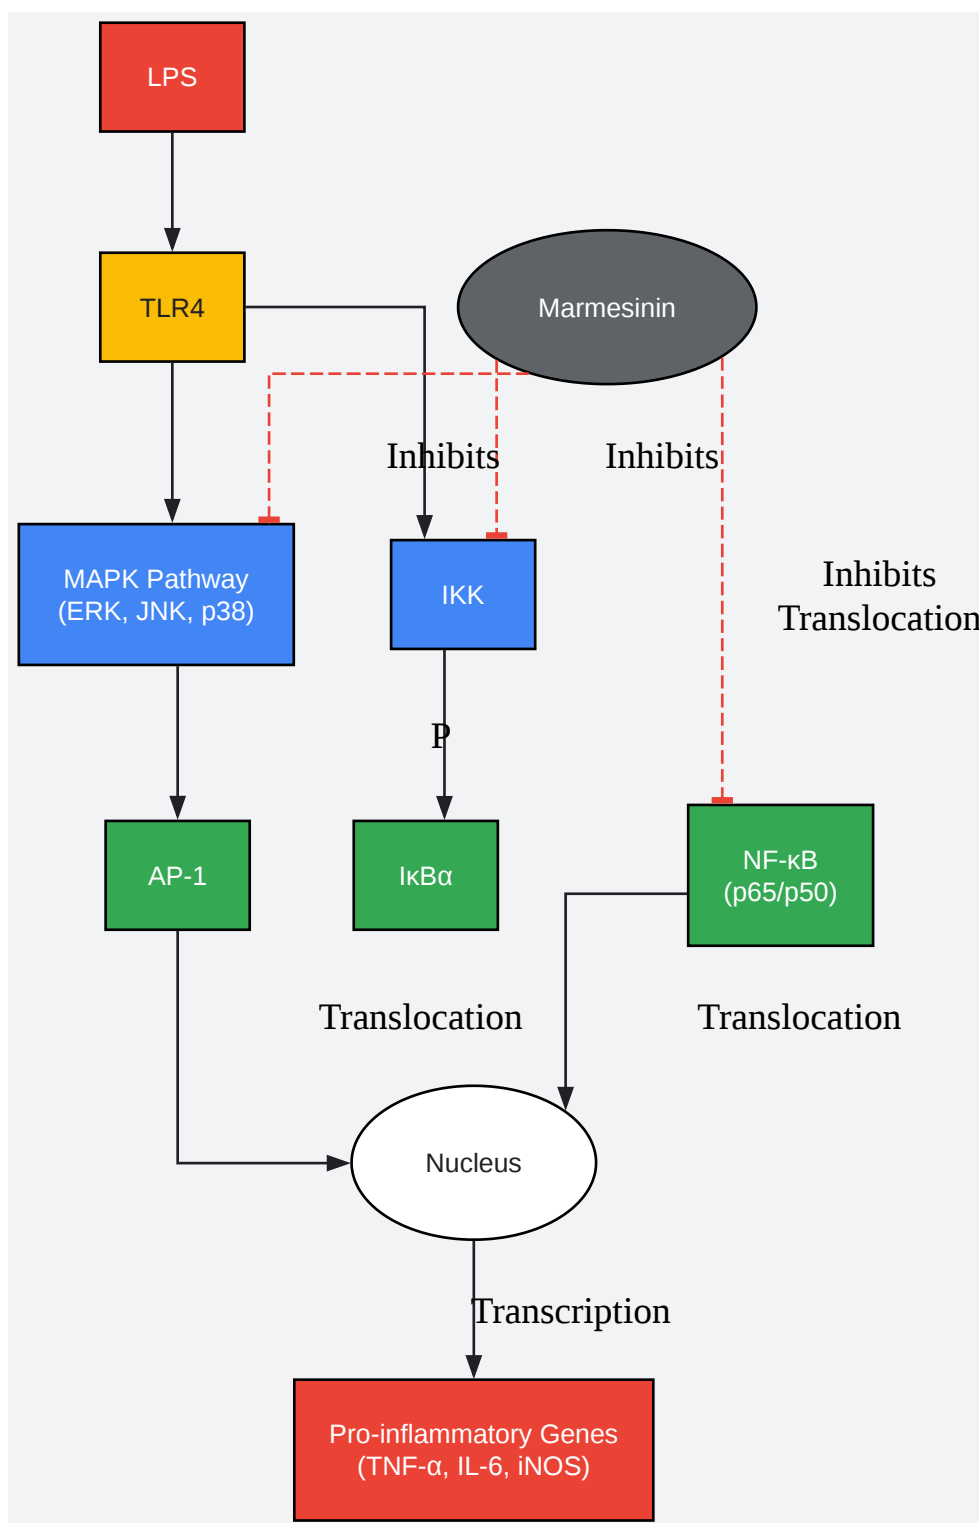 LPS
TLR4
Marmesinin
Inhibits
Inhibits
Inhibits
Translocation
MAPK Pathway
(ERK, JNK, p38)
IKK
P
AP-1
IκBα
NF-κB
(p65/p50)
Translocation
Translocation
Nucleus
Transcription
Pro-inflammatory Genes
(TNF-α, IL-6, iNOS)